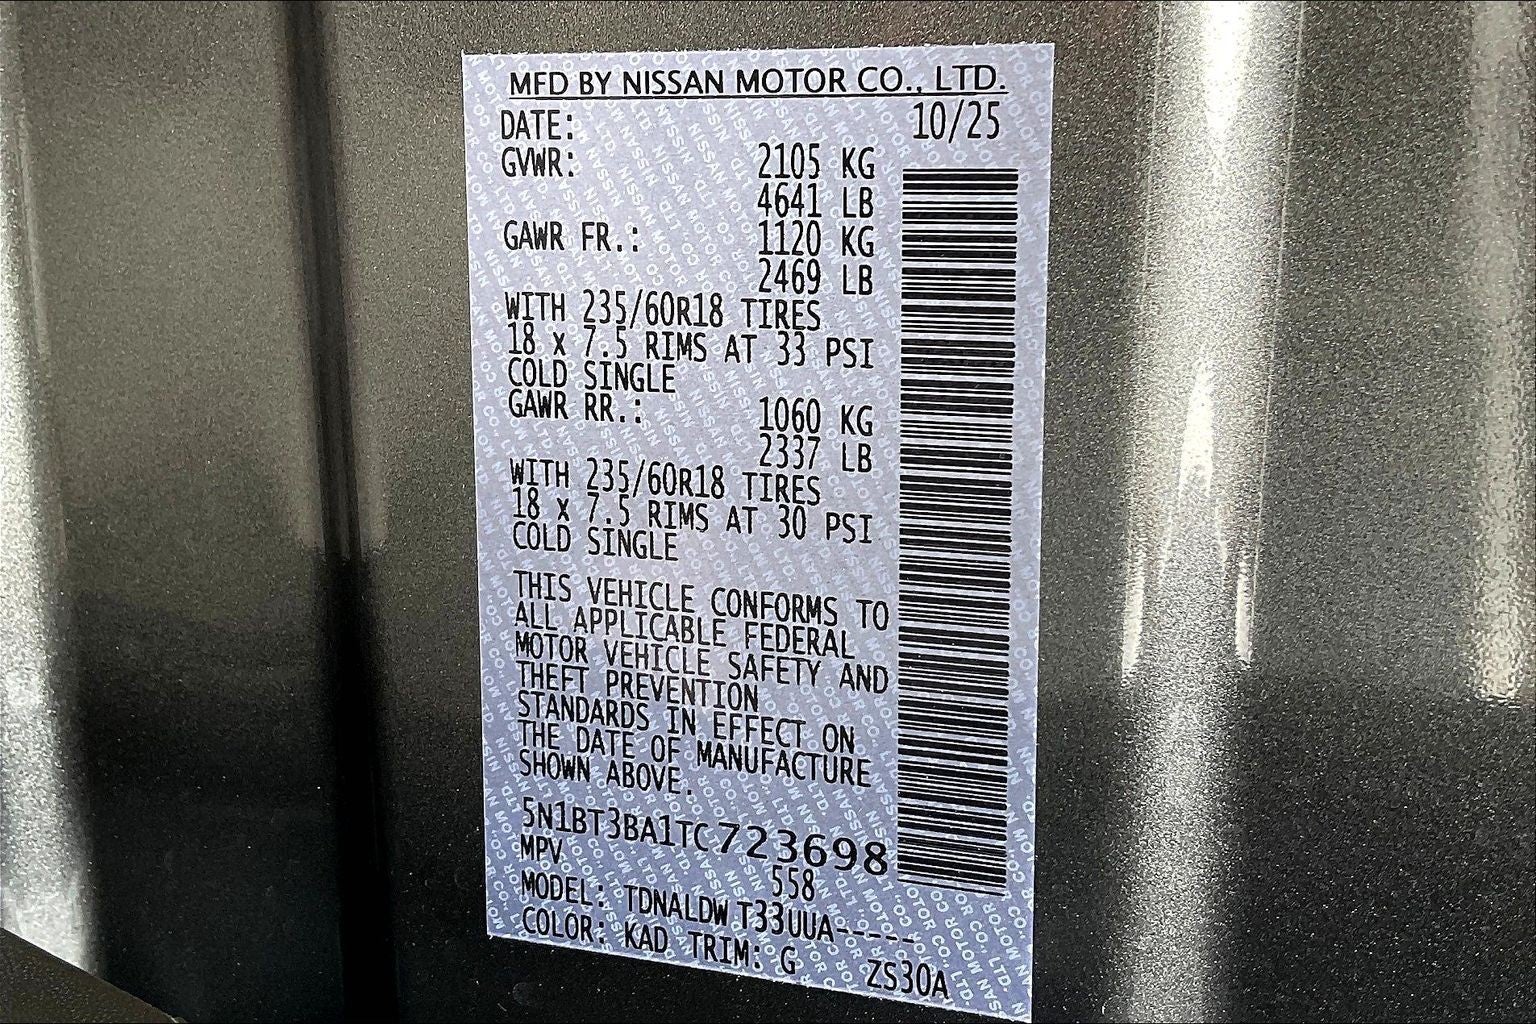 MFD BY NISSAN MOTOR CO., LTD.
DATE: 10/25
GVWR: 2105 KG
4641 LB
GAWR FR.: 1120 KG
2469 LB
WITH 235/60R18 TIRES
18 x 7.5 RIMS AT 33 PSI
COLD SINGLE
GAWR RR.: 1060 KG
2337 LB
WITH 235/60R18 TIRES
18 x 7.5 RIMS AT 30 PSI
COLD SINGLE
THIS VEHICLE CONFORMS TO
ALL APPLICABLE FEDERAL
MOTOR VEHICLE SAFETY AND
THEFT PREVENTION
STANDARDS IN EFFECT ON
THE DATE OF MANUFACTURE
SHOWN ABOVE.
5N1BT3BA1TC723698
MPV 558
MODEL: TDNALDWT33UUA-----
COLOR: KAD TRIM: G ZS30A